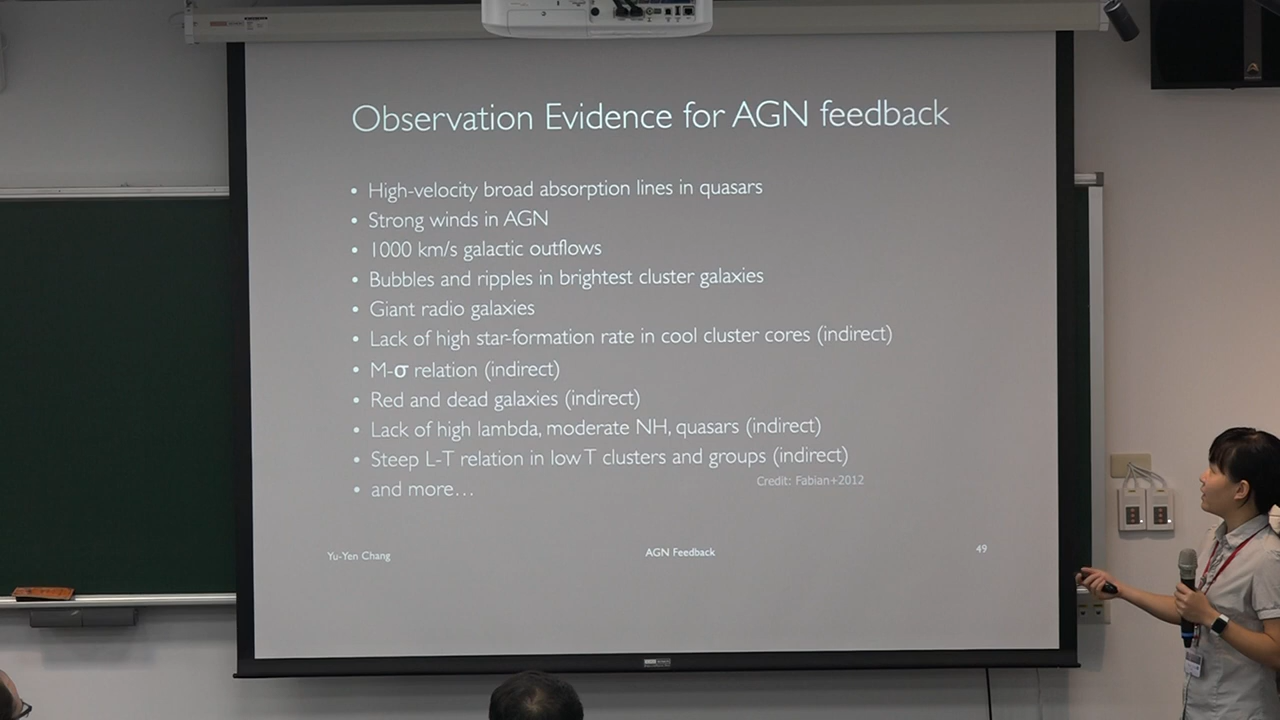 Observation Evidence for AGN feedback
• High-velocity broad absorption lines in quasars
• Strong winds in AGN
• 1000 km/s galactic outflows
• Bubbles and ripples in brightest cluster galaxies
• Giant radio galaxies
• Lack of high star-formation rate in cool cluster cores (indirect)
• M-σ relation (indirect)
• Red and dead galaxies (indirect)
• Lack of high lambda, moderate NH, quasars (indirect)
• Steep L-T relation in low T clusters and groups (indirect)
• and more…
Credit: Fabian+2012
Yu-Yen Chang
AGN Feedback
49